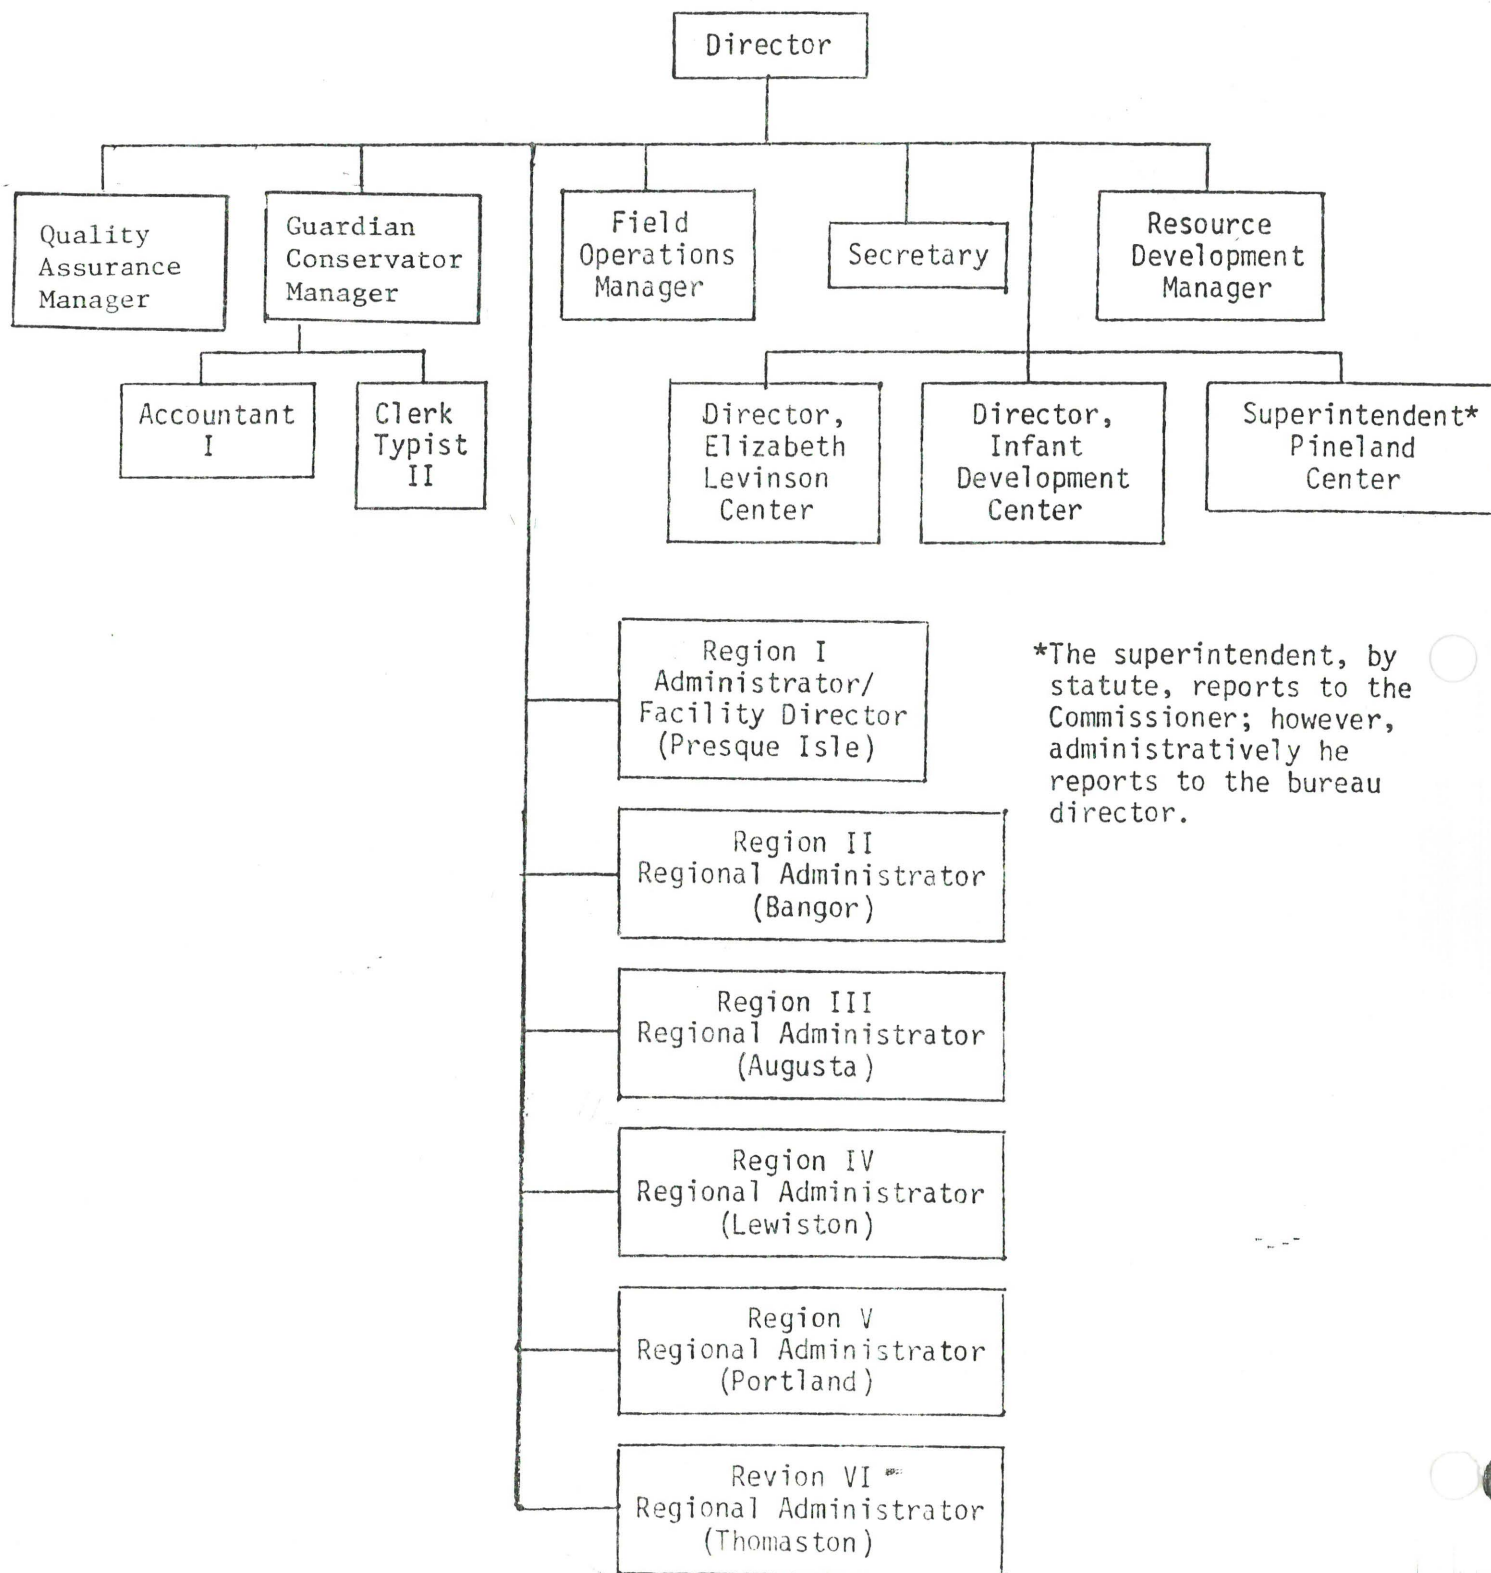 Director
Quality
Assurance
Manager
Guardian
Conservator
Manager
Field
Operations
Manager
Secretary
Resource
Development
Manager
Accountant
I
Clerk
Typist
II
Director,
Elizabeth
Levinson
Center
Director,
Infant
Development
Center
Superintendent*
Pineland
Center
Region I
Administrator/
Facility Director
(Presque Isle)
*The superintendent, by
statute, reports to the
Commissioner; however,
administratively he
reports to the bureau
director.
Region II
Regional Administrator
(Bangor)
Region III
Regional Administrator
(Augusta)
Region IV
Regional Administrator
(Lewiston)
Region V
Regional Administrator
(Portland)
Revion VI
Regional Administrator
(Thomaston)